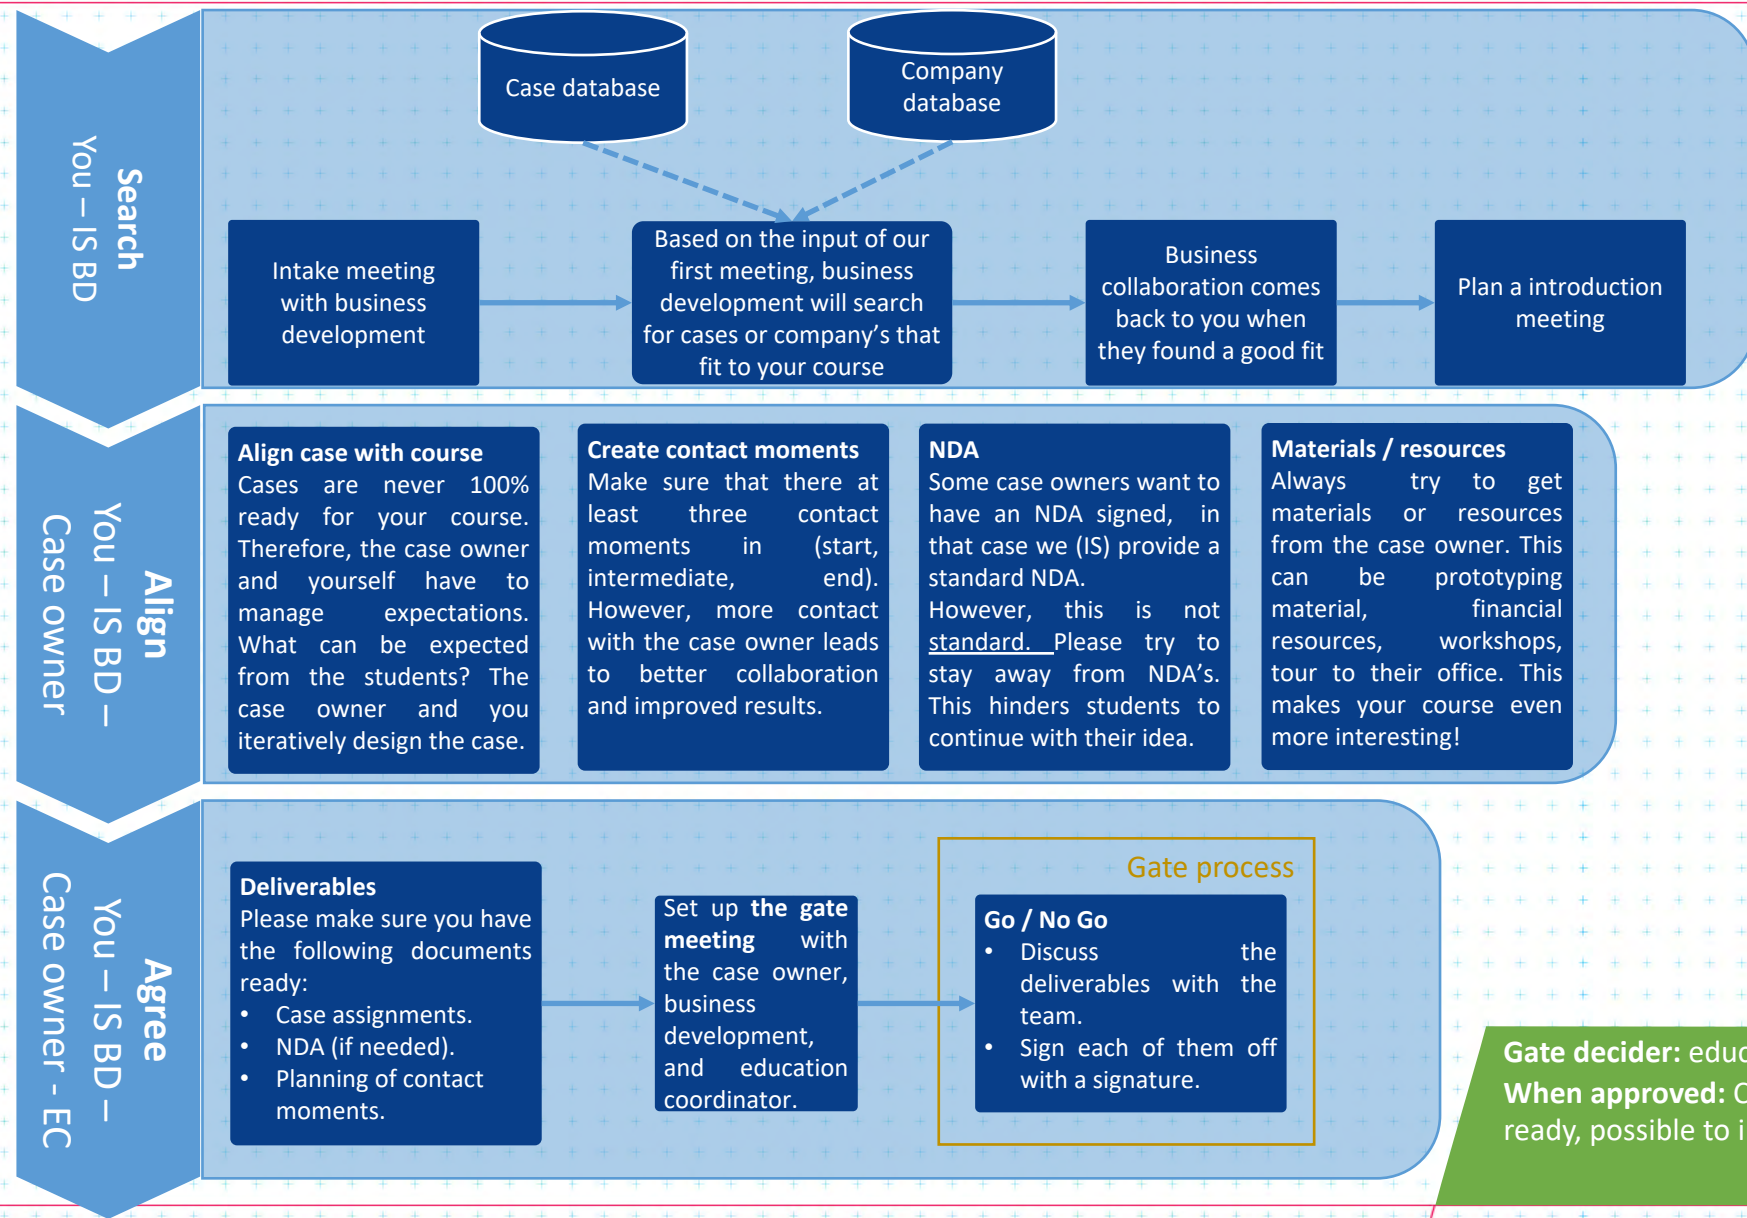 Search
You – IS BD
Case database
Company
database
Intake meeting
with business
development
Based on the input of our
first meeting, business
development will search
for cases or company's that
fit to your course
Business
collaboration comes
back to you when
they found a good fit
Plan a introduction
meeting
Align
You – IS BD –
Case owner
Align case with course
Cases are never 100%
ready for your course.
Therefore, the case owner
and yourself have to
manage expectations.
What can be expected
from the students? The
case owner and you
iteratively design the case.
Create contact moments
Make sure that there at
least three contact
moments in (start,
intermediate, end).
However, more contact
with the case owner leads
to better collaboration
and improved results.
NDA
Some case owners want to
have an NDA signed, in
that case we (IS) provide a
standard NDA.
However, this is not
standard. Please try to
stay away from NDA's.
This hinders students to
continue with their idea.
Materials / resources
Always try to get
materials or resources
from the case owner. This
can be prototyping
material, financial
resources, workshops,
tour to their office. This
makes your course even
more interesting!
Agree
You – IS BD –
Case owner - EC
Deliverables
Please make sure you have
the following documents
ready:
• Case assignments.
• NDA (if needed).
• Planning of contact
moments.
Set up the gate
meeting with
the case owner,
business
development,
and education
coordinator.
Gate process
Go / No Go
• Discuss the
deliverables with the
team.
• Sign each of them off
with a signature.
Gate decider:
When approved:
ready, possible to